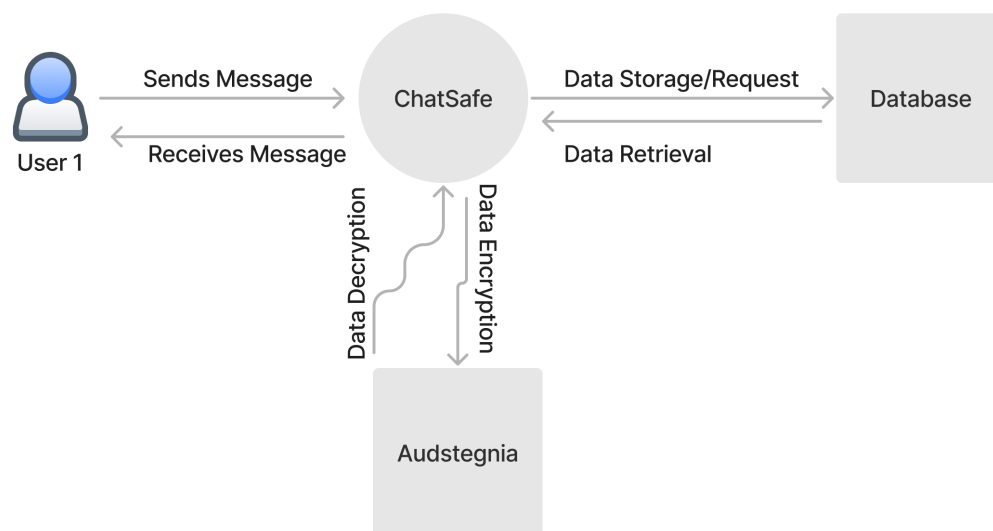 Sends Message
ChatSafe
Data Storage/Request
Database
User 1
Receives Message
Data Retrieval
Data Decryption
Data Encryption
Audstegnia